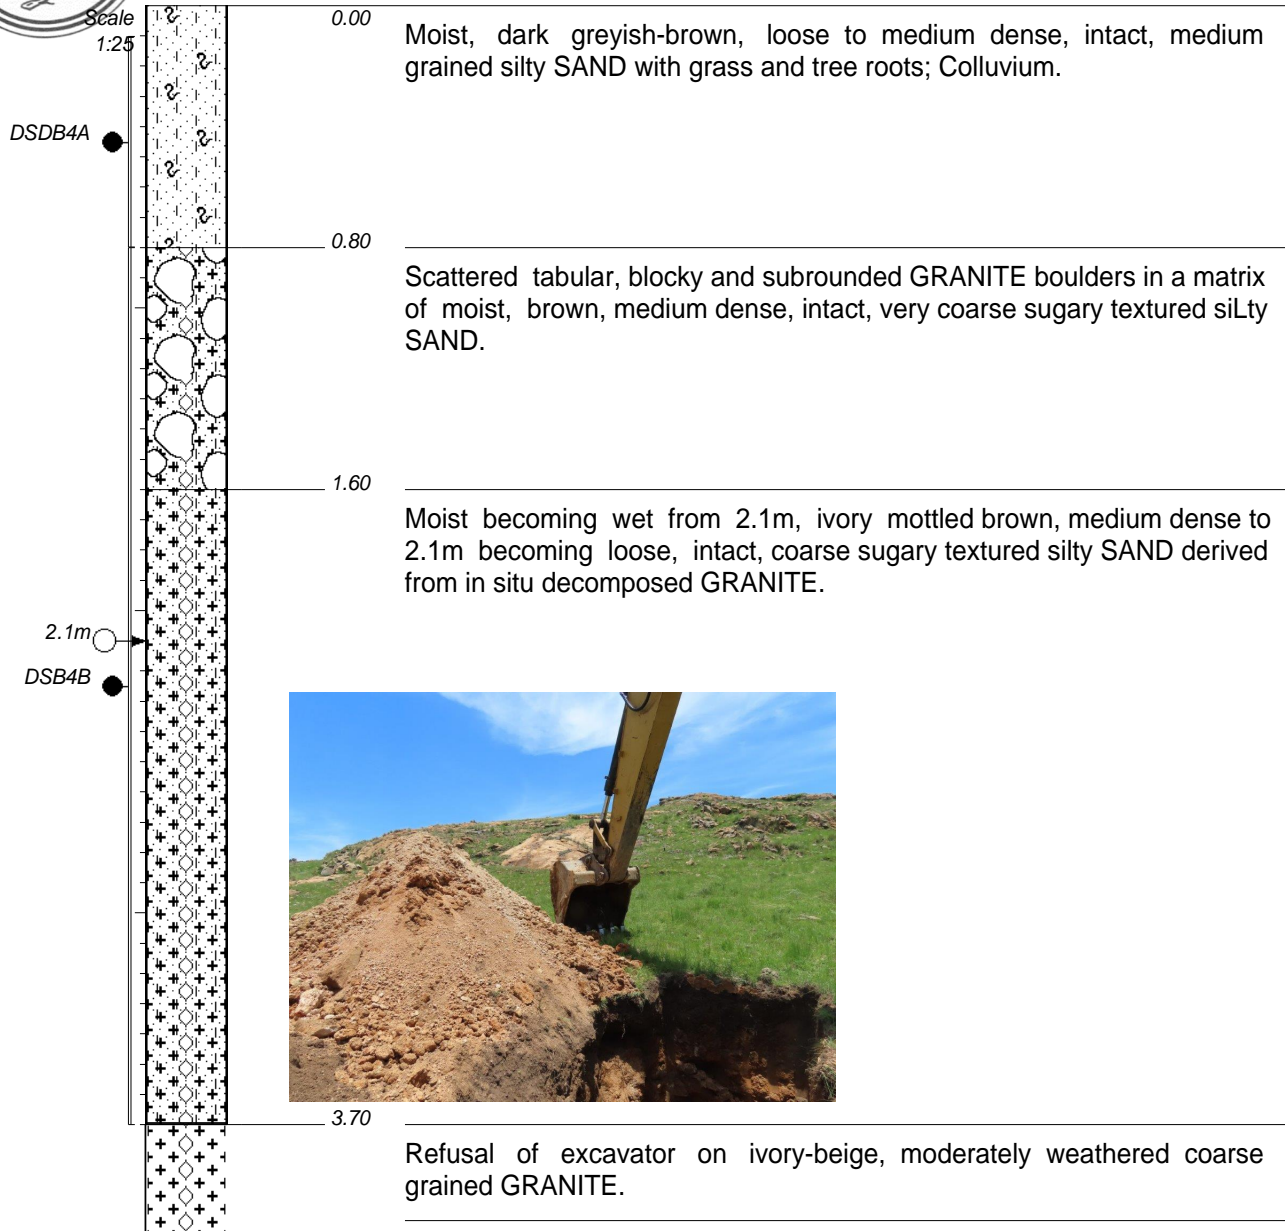 Scale
1:25
0.00
Moist, dark greyish-brown, loose to medium dense, intact, medium
grained silty SAND with grass and tree roots; Colluvium.
DSDB4A
0.80
Scattered tabular, blocky and subrounded GRANITE boulders in a matrix
of moist, brown, medium dense, intact, very coarse sugary textured siLty
SAND.
1.60
Moist becoming wet from 2.1m, ivory mottled brown, medium dense to
2.1m becoming loose, intact, coarse sugary textured silty SAND derived
from in situ decomposed GRANITE.
2.1m
DSB4B
3.70
Refusal of excavator on ivory-beige, moderately weathered coarse
grained GRANITE.